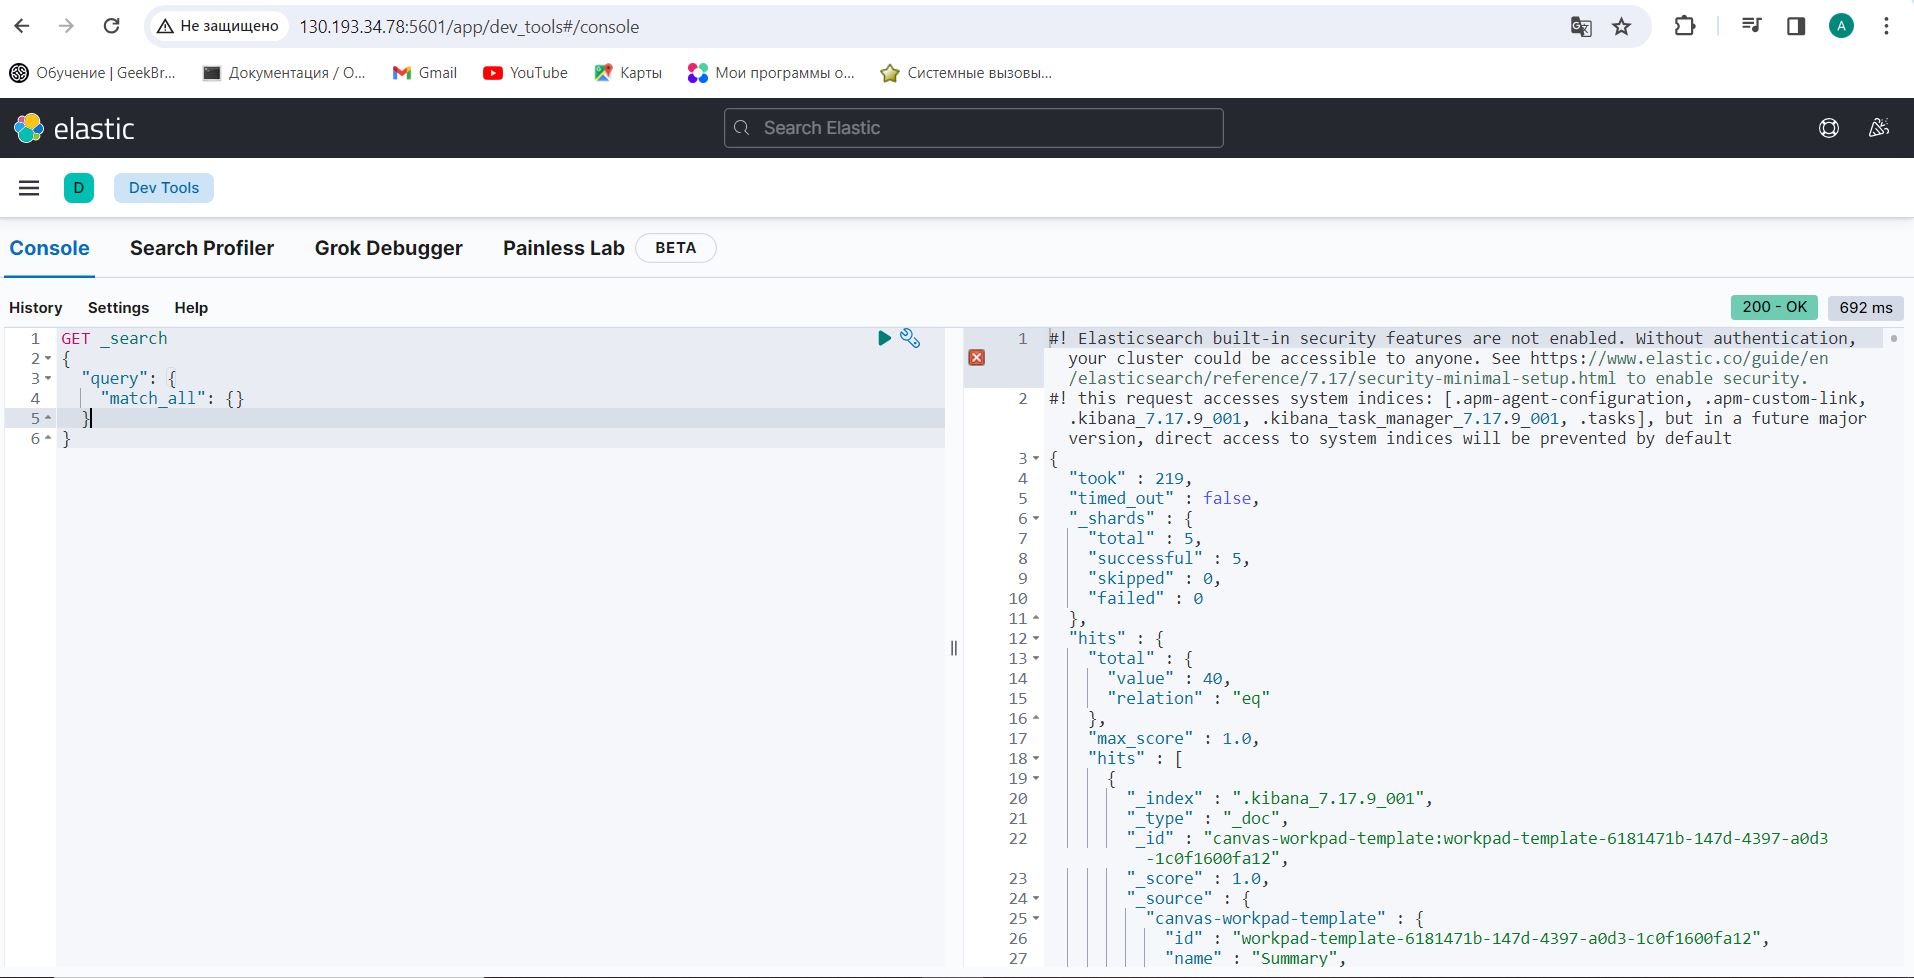 Не защищено 130.193.34.78:5601/app/dev_tools#/console A
Обучение | GeekBr... Документация / О... Gmail YouTube Карты Мои программы о... Системные вызовы...
elastic Search Elastic
D Dev Tools
Console Search Profiler Grok Debugger Painless Lab BETA
History Settings Help 200 - OK 692 ms
1 GET _search
2 {
3 "query": {
4 "match_all": {}
5 }
6 }
1 #! Elasticsearch built-in security features are not enabled. Without authentication,
your cluster could be accessible to anyone. See https://www.elastic.co/guide/en
/elasticsearch/reference/7.17/security-minimal-setup.html to enable security.
2 #! this request accesses system indices: [.apm-agent-configuration, .apm-custom-link,
.kibana_7.17.9_001, .kibana_task_manager_7.17.9_001, .tasks], but in a future major
version, direct access to system indices will be prevented by default
3 {
4 "took" : 219,
5 "timed_out" : false,
6 "_shards" : {
7 "total" : 5,
8 "successful" : 5,
9 "skipped" : 0,
10 "failed" : 0
11 },
12 "hits" : {
13 "total" : {
14 "value" : 40,
15 "relation" : "eq"
16 },
17 "max_score" : 1.0,
18 "hits" : [
19 {
20 "_index" : ".kibana_7.17.9_001",
21 "_type" : "_doc",
22 "_id" : "canvas-workpad-template:workpad-template-6181471b-147d-4397-a0d3
-1c0f1600fa12",
23 "_score" : 1.0,
24 "_source" : {
25 "canvas-workpad-template" : {
26 "id" : "workpad-template-6181471b-147d-4397-a0d3-1c0f1600fa12",
27 "name" : "Summary",